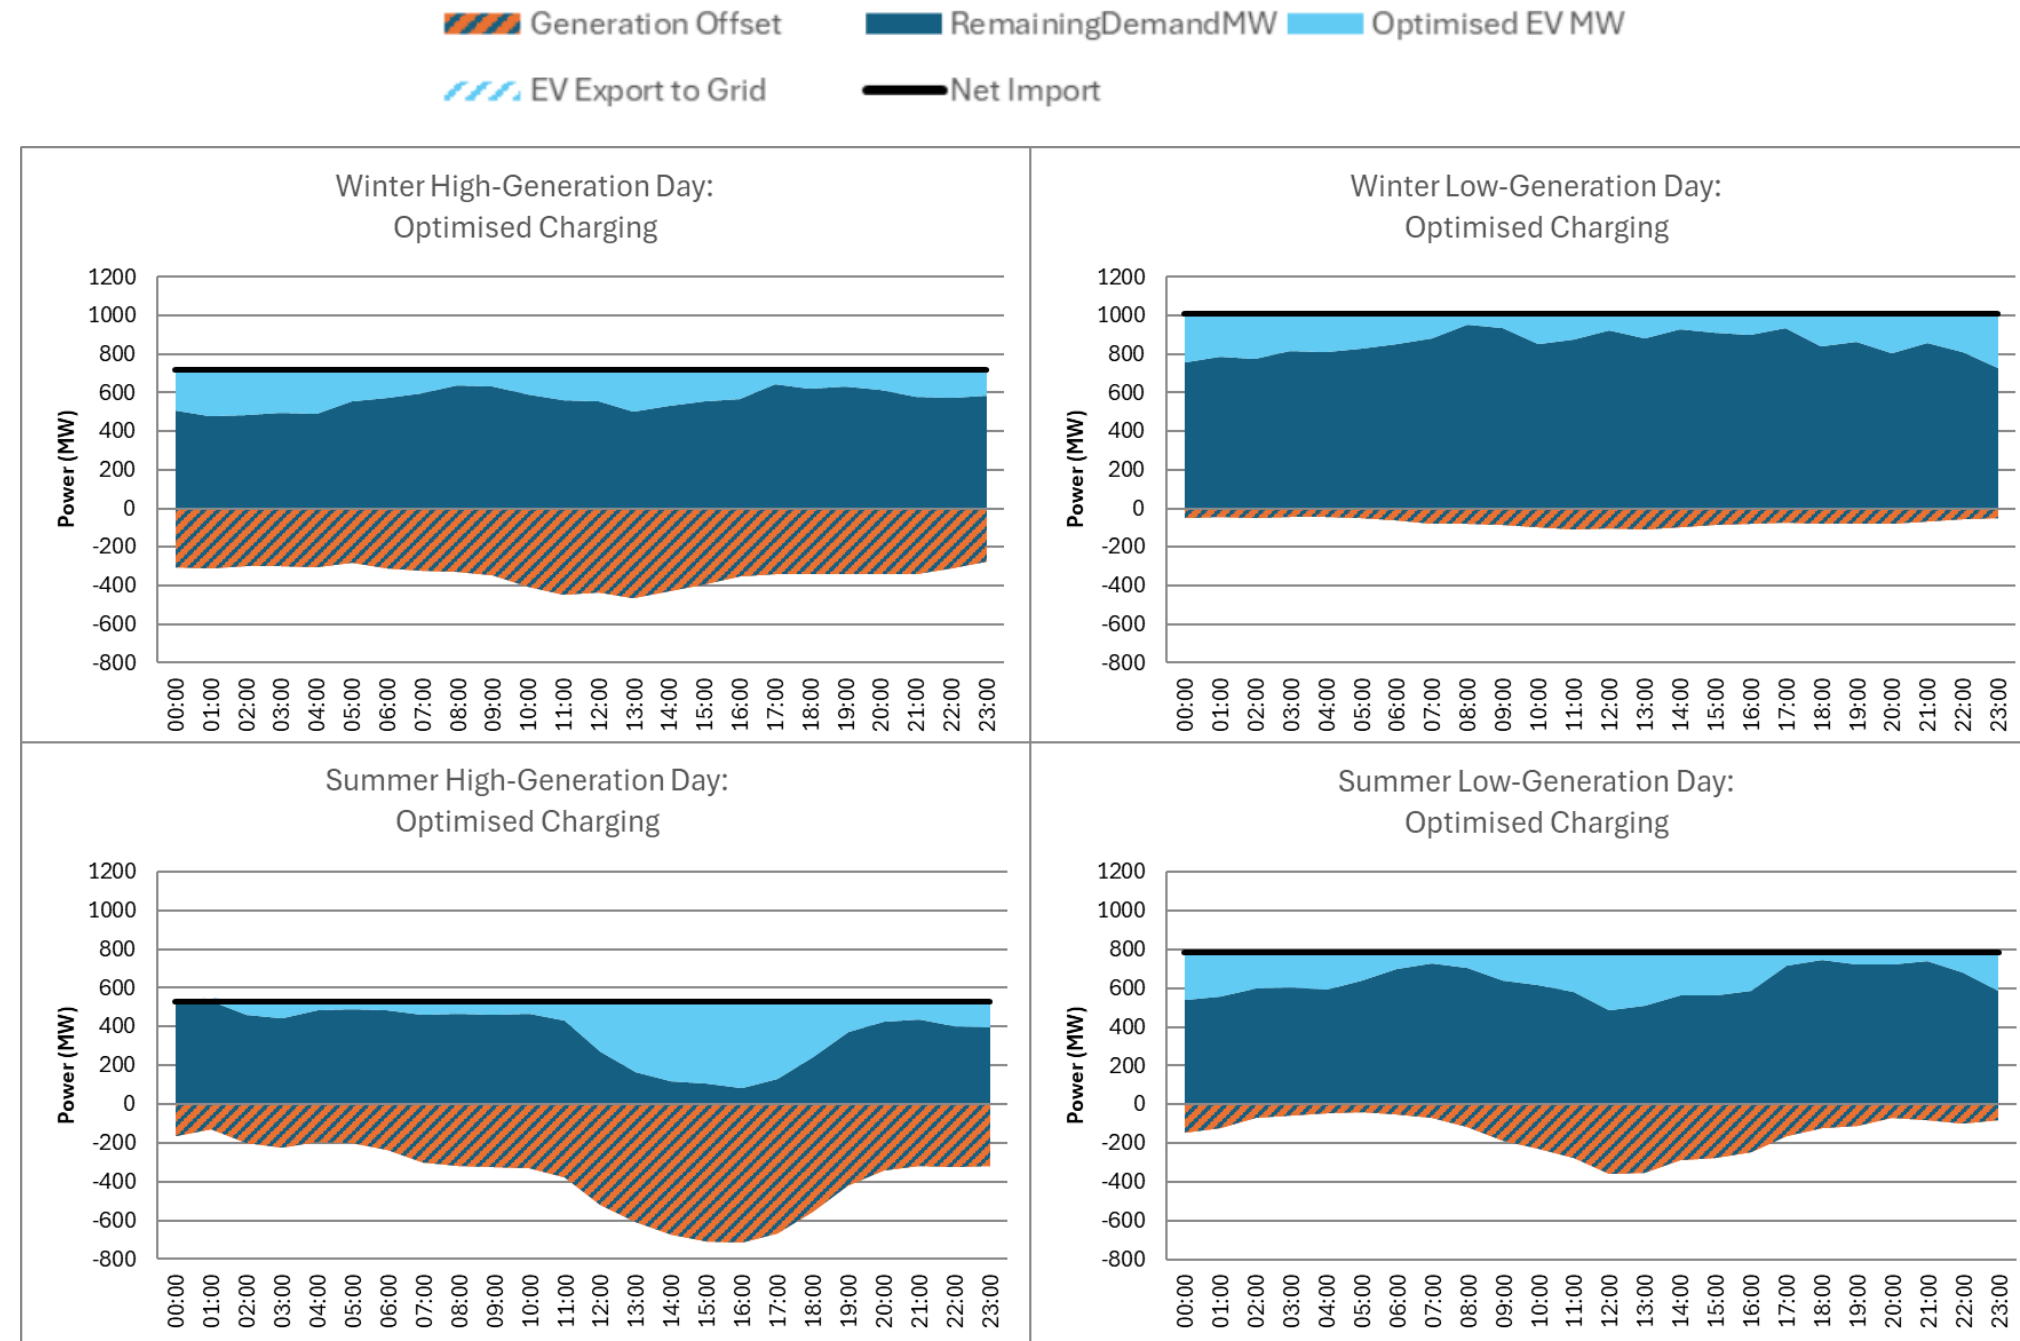 Generation Offset RemainingDemandMW Optimised EV MW
EV Export to Grid Net Import
Winter High-Generation Day:
Optimised Charging
1200
1000
800
600
400
200
0
-200
-400
-600
-800
Power (MW)
00:00 01:00 02:00 03:00 04:00 05:00 06:00 07:00 08:00 09:00 10:00 11:00 12:00 13:00 14:00 15:00 16:00 17:00 18:00 19:00 20:00 21:00 22:00 23:00
Winter Low-Generation Day:
Optimised Charging
1200
1000
800
600
400
200
0
-200
-400
-600
-800
Power (MW)
00:00 01:00 02:00 03:00 04:00 05:00 06:00 07:00 08:00 09:00 10:00 11:00 12:00 13:00 14:00 15:00 16:00 17:00 18:00 19:00 20:00 21:00 22:00 23:00
Summer High-Generation Day:
Optimised Charging
1200
1000
800
600
400
200
0
-200
-400
-600
-800
Power (MW)
00:00 01:00 02:00 03:00 04:00 05:00 06:00 07:00 08:00 09:00 10:00 11:00 12:00 13:00 14:00 15:00 16:00 17:00 18:00 19:00 20:00 21:00 22:00 23:00
Summer Low-Generation Day:
Optimised Charging
1200
1000
800
600
400
200
0
-200
-400
-600
-800
Power (MW)
00:00 01:00 02:00 03:00 04:00 05:00 06:00 07:00 08:00 09:00 10:00 11:00 12:00 13:00 14:00 15:00 16:00 17:00 18:00 19:00 20:00 21:00 22:00 23:00